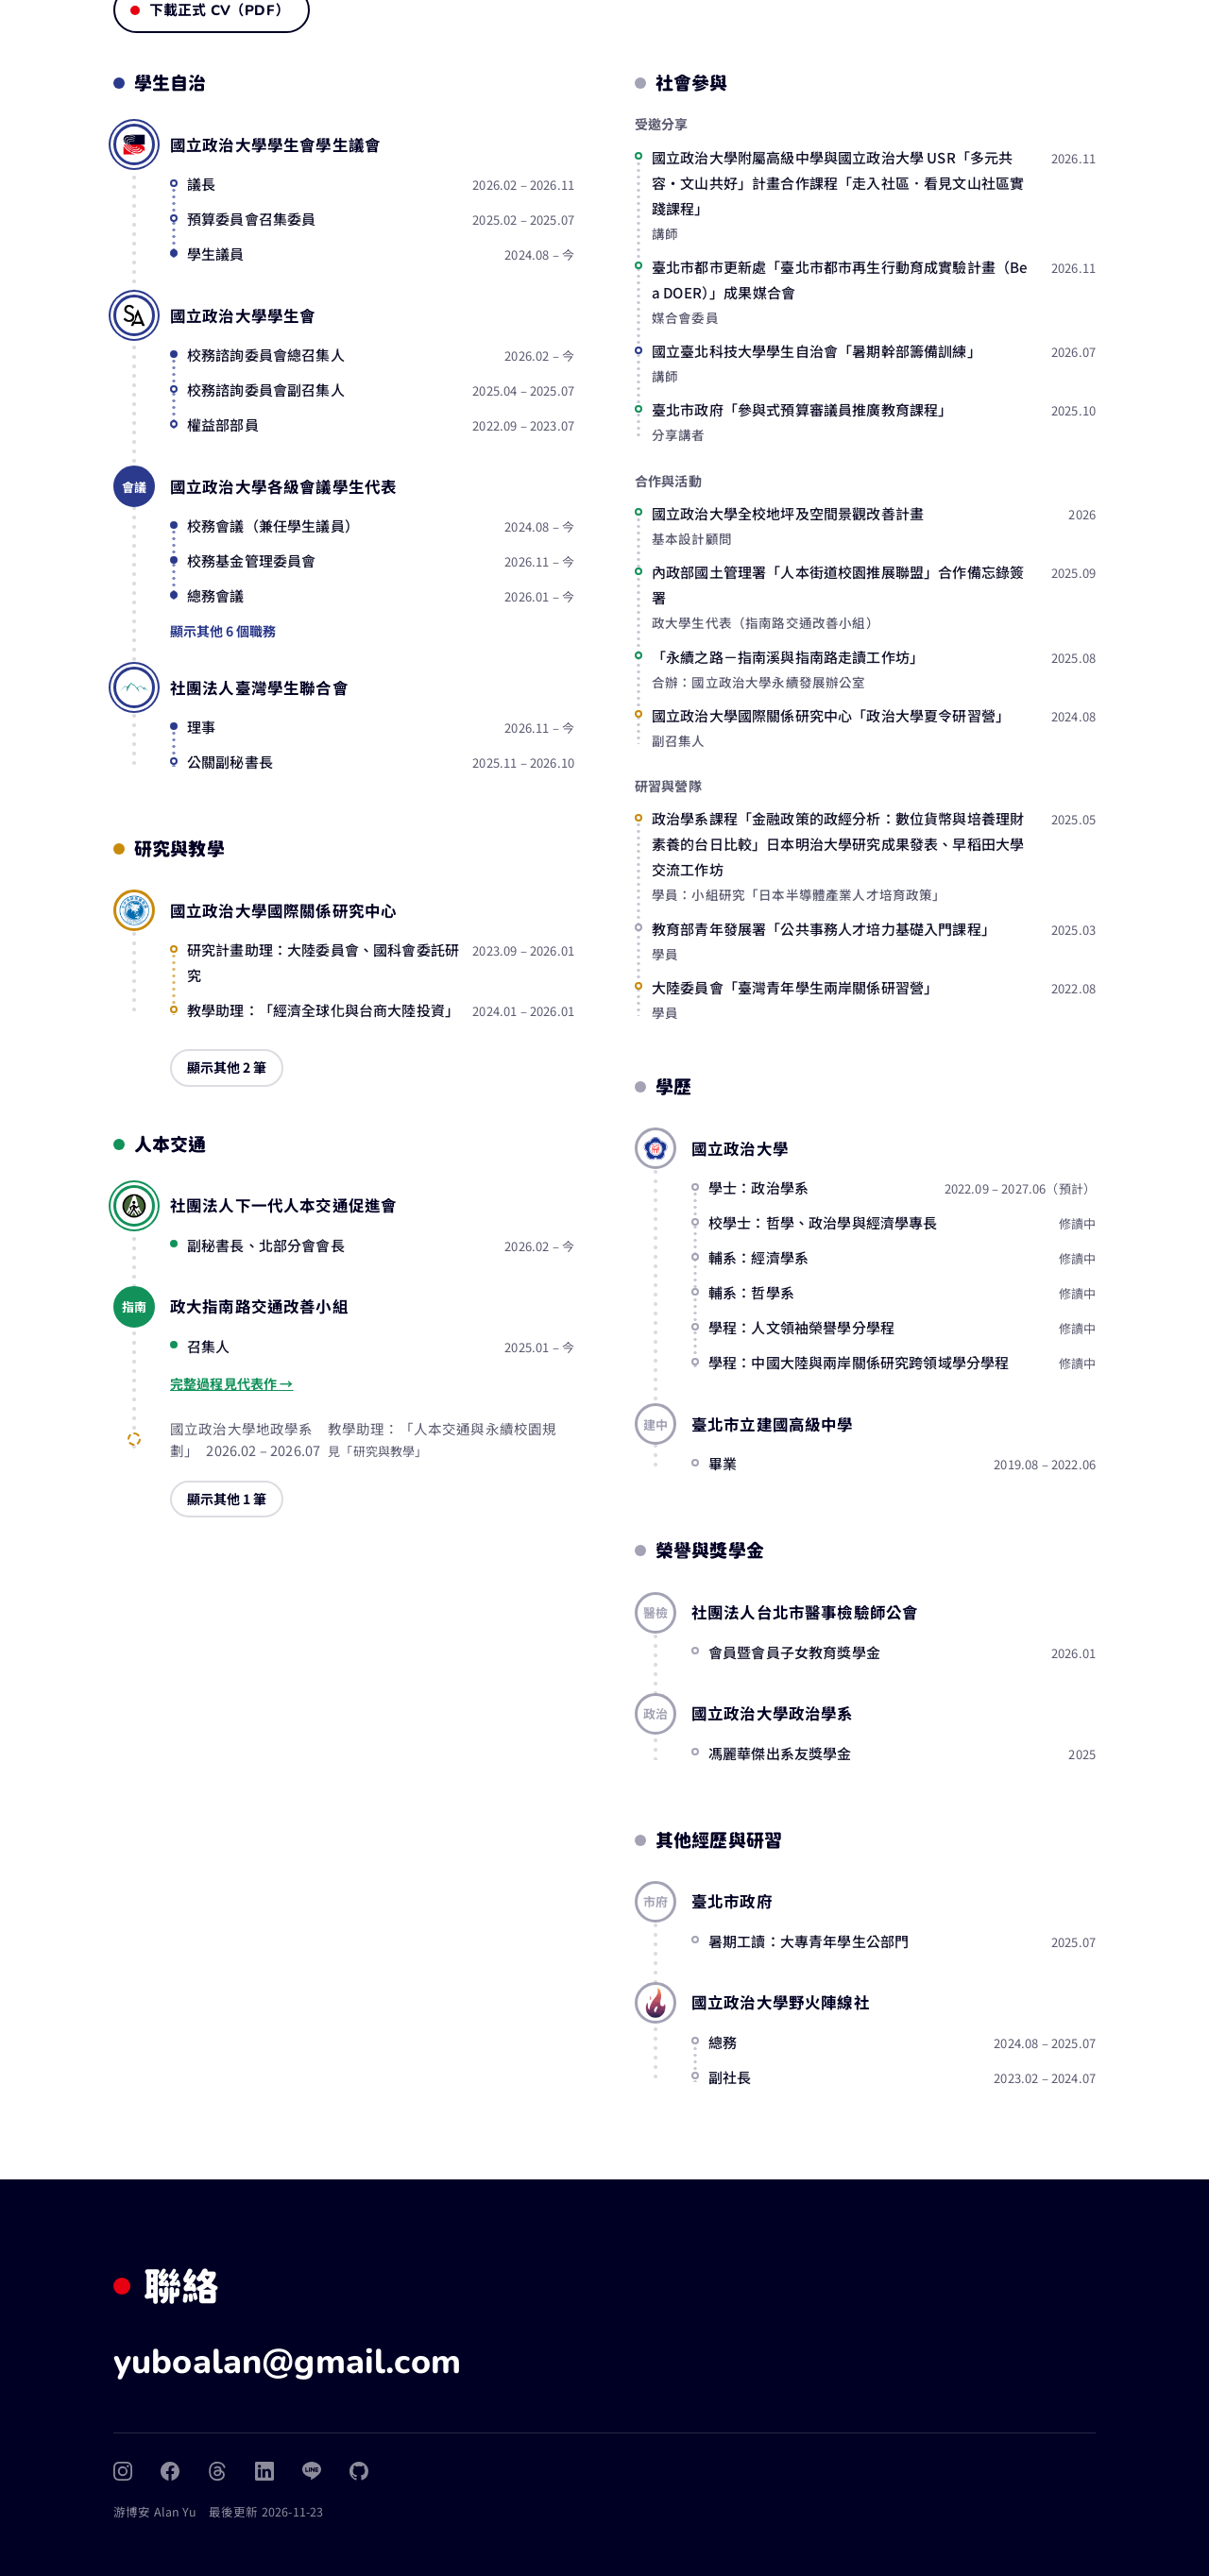 下載正式 CV（PDF）
學生自治
國立政治大學學生會學生議會
議長
2026.02 – 2026.11
預算委員會召集委員
2025.02 – 2025.07
學生議員
2024.08 – 今
國立政治大學學生會
校務諮詢委員會總召集人
2026.02 – 今
校務諮詢委員會副召集人
2025.04 – 2025.07
權益部部員
2022.09 – 2023.07
會議
國立政治大學各級會議學生代表
校務會議（兼任學生議員）
2024.08 – 今
校務基金管理委員會
2026.11 – 今
總務會議
2026.01 – 今
顯示其他 6 個職務
社團法人臺灣學生聯合會
理事
2026.11 – 今
公關副秘書長
2025.11 – 2026.10
研究與教學
國立政治大學國際關係研究中心
研究計畫助理：大陸委員會、國科會委託研
究
2023.09 – 2026.01
教學助理：「經濟全球化與台商大陸投資」
2024.01 – 2026.01
顯示其他 2 筆
人本交通
社團法人下一代人本交通促進會
副秘書長、北部分會會長
2026.02 – 今
指南
政大指南路交通改善小組
召集人
2025.01 – 今
完整過程見代表作 →
國立政治大學地政學系　教學助理：「人本交通與永續校園規
劃」 2026.02 – 2026.07 見「研究與教學」
顯示其他 1 筆
社會參與
受邀分享
國立政治大學附屬高級中學與國立政治大學 USR「多元共
容・文山共好」計畫合作課程「走入社區・看見文山社區實
踐課程」
2026.11
講師
臺北市都市更新處「臺北市都市再生行動育成實驗計畫（Be
a DOER）」成果媒合會
2026.11
媒合會委員
國立臺北科技大學學生自治會「暑期幹部籌備訓練」
2026.07
講師
臺北市政府「參與式預算審議員推廣教育課程」
2025.10
分享講者
合作與活動
國立政治大學全校地坪及空間景觀改善計畫
2026
基本設計顧問
內政部國土管理署「人本街道校園推展聯盟」合作備忘錄簽
署
2025.09
政大學生代表（指南路交通改善小組）
「永續之路－指南溪與指南路走讀工作坊」
2025.08
合辦：國立政治大學永續發展辦公室
國立政治大學國際關係研究中心「政治大學夏令研習營」
2024.08
副召集人
研習與營隊
政治學系課程「金融政策的政經分析：數位貨幣與培養理財
素養的台日比較」日本明治大學研究成果發表、早稻田大學
交流工作坊
2025.05
學員：小組研究「日本半導體產業人才培育政策」
教育部青年發展署「公共事務人才培力基礎入門課程」
2025.03
學員
大陸委員會「臺灣青年學生兩岸關係研習營」
2022.08
學員
學歷
國立政治大學
學士：政治學系
2022.09 – 2027.06（預計）
校學士：哲學、政治學與經濟學專長
修讀中
輔系：經濟學系
修讀中
輔系：哲學系
修讀中
學程：人文領袖榮譽學分學程
修讀中
學程：中國大陸與兩岸關係研究跨領域學分學程
修讀中
建中
臺北市立建國高級中學
畢業
2019.08 – 2022.06
榮譽與獎學金
醫檢
社團法人台北市醫事檢驗師公會
會員暨會員子女教育獎學金
2026.01
政治
國立政治大學政治學系
馮麗華傑出系友獎學金
2025
其他經歷與研習
市府
臺北市政府
暑期工讀：大專青年學生公部門
2025.07
國立政治大學野火陣線社
總務
2024.08 – 2025.07
副社長
2023.02 – 2024.07
聯絡
yuboalan@gmail.com
LINE
游博安 Alan Yu　最後更新 2026-11-23